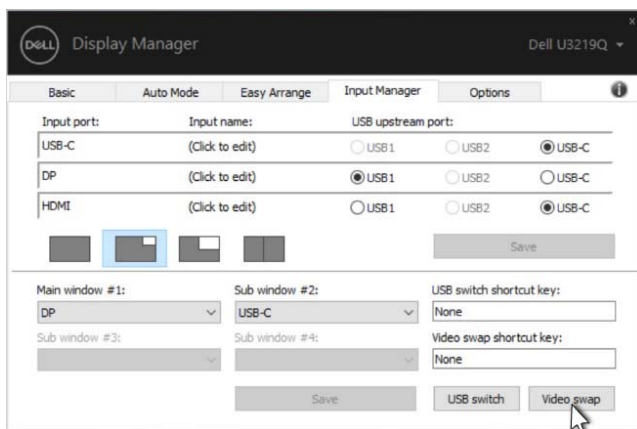 DELL Display Manager Dell U3219Q
Basic Auto Mode Easy Arrange Input Manager Options i
Input port: Input name: USB upstream port:
USB-C (Click to edit) USB1 USB2 USB-C
DP (Click to edit) USB1 USB2 USB-C
HDMI (Click to edit) USB1 USB2 USB-C
Save
Main window #1: Sub window #2: USB switch shortcut key:
DP USB-C None
Sub window #3: Sub window #4: Video swap shortcut key:
None
Save USB switch Video swap